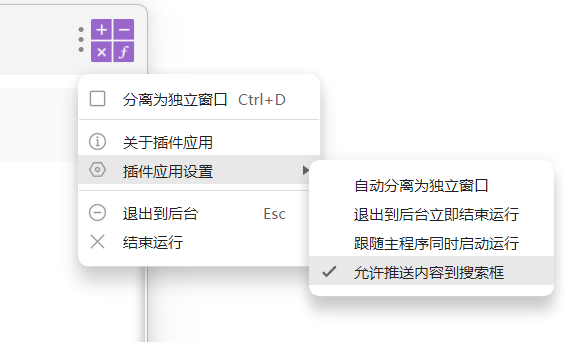 分离为独立窗口 Ctrl+D
关于插件应用
插件应用设置
退出到后台 Esc
结束运行
自动分离为独立窗口
退出到后台立即结束运行
跟随主程序同时启动运行
允许推送内容到搜索框